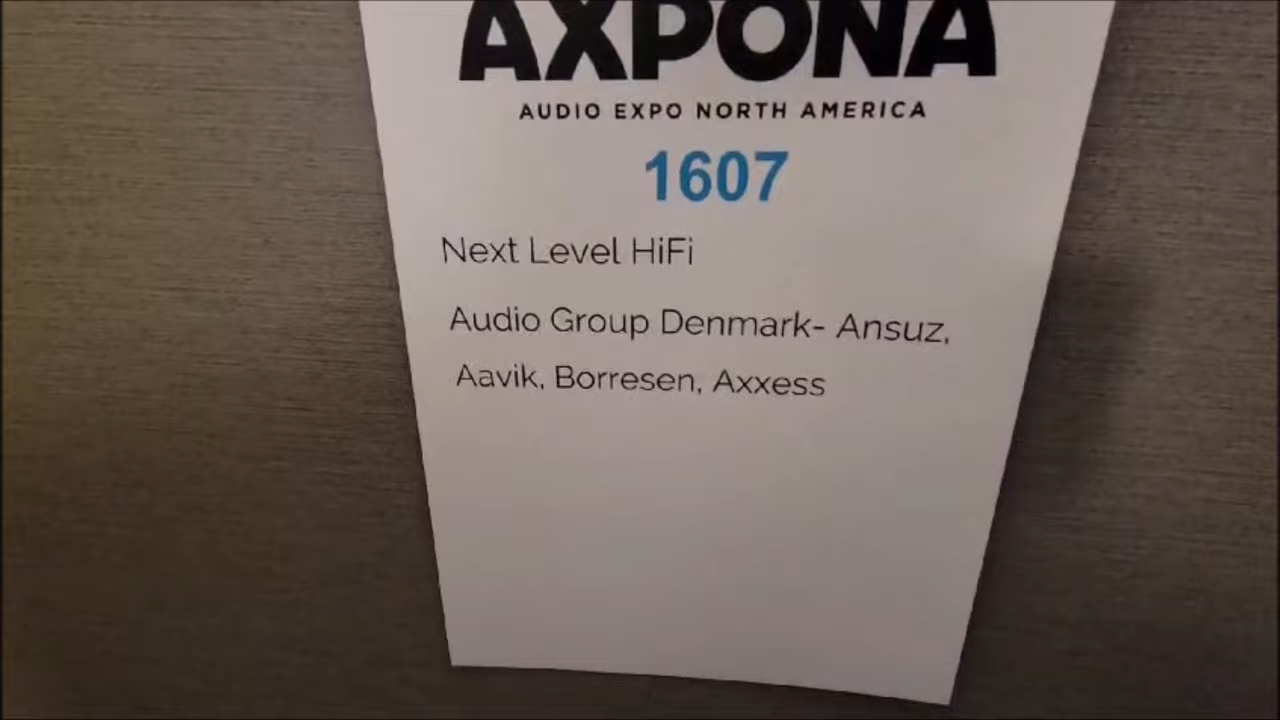 AXPONA
AUDIO EXPO NORTH AMERICA
1607
Next Level HiFi
Audio Group Denmark- Ansuz,
Aavik, Borresen, Axxess